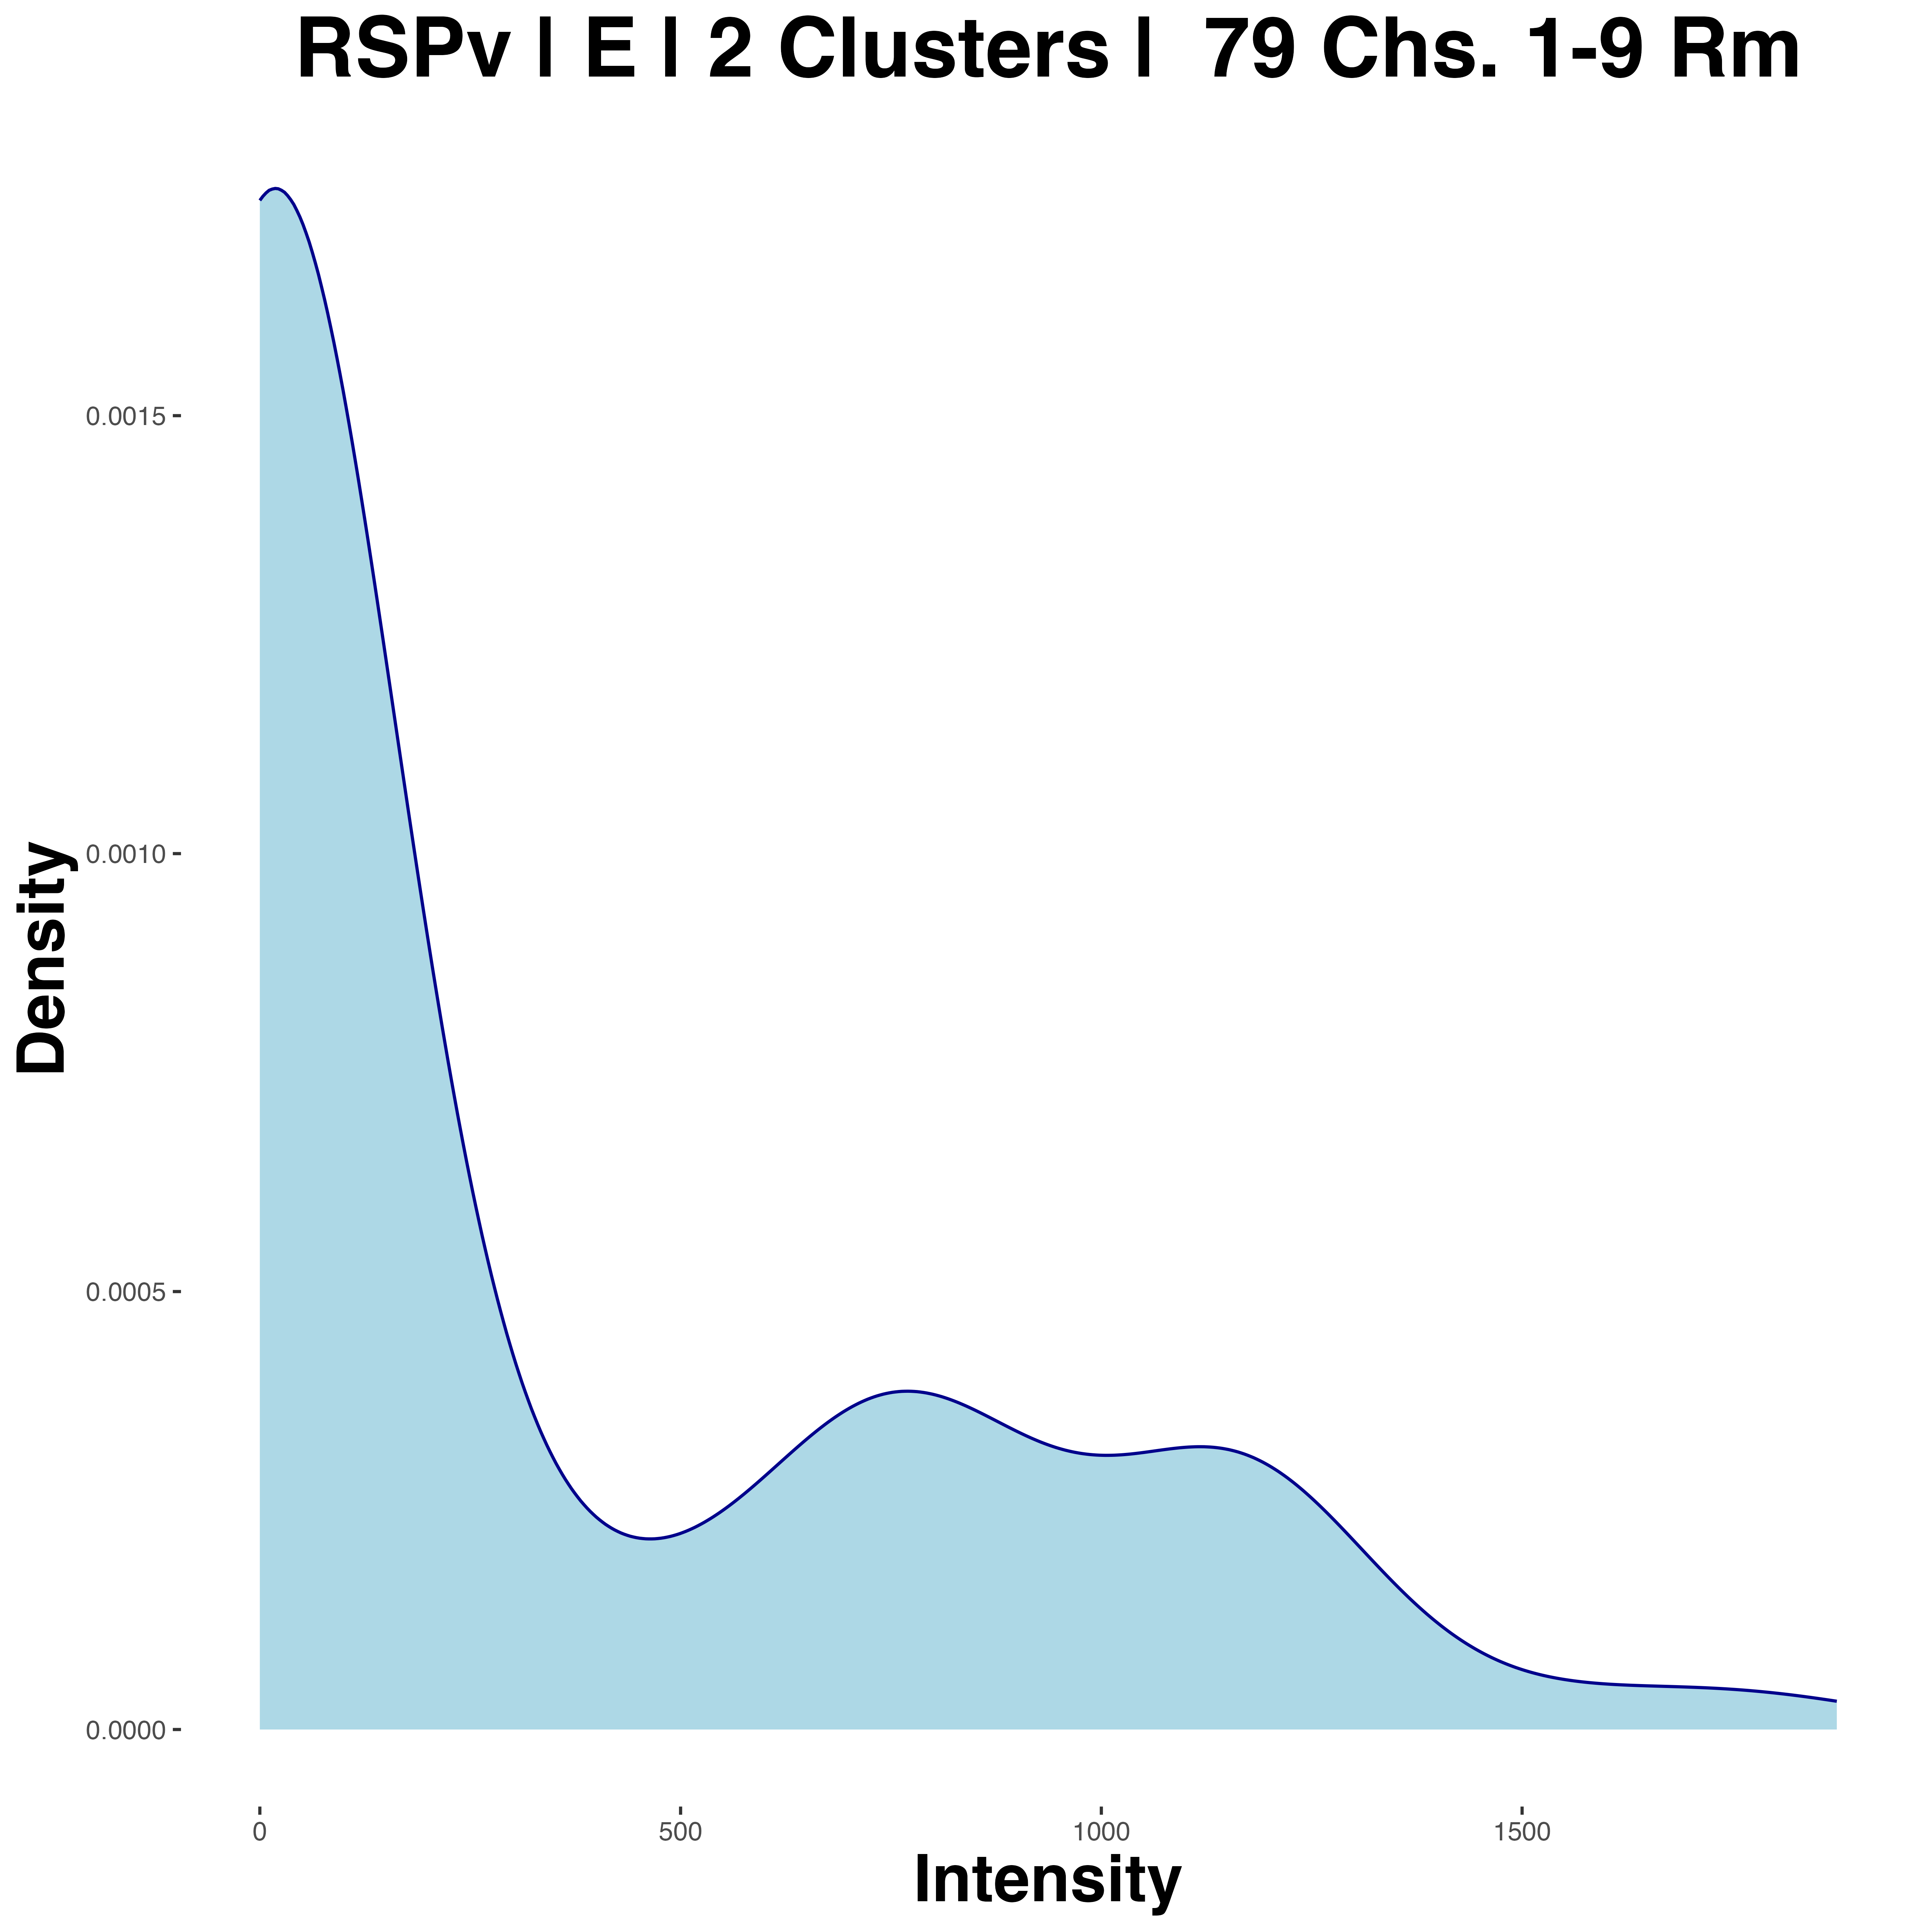 RSPv | E | 2 Clusters |  79 Chs. 1-9 Rm
Density
0.0015
0.0010
0.0005
0.0000
0 500 1000 1500
Intensity